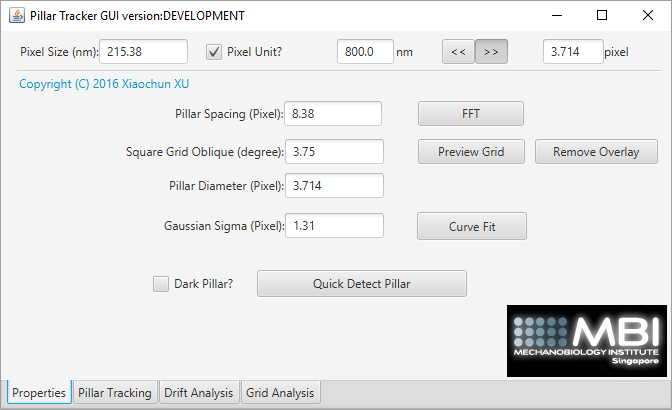 Pillar Tracker GUI version:DEVELOPMENT
Pixel Size (nm): 215.38 Pixel Unit? 800.0 nm << >> 3.714 pixel
Copyright (C) 2016 Xiaochun XU
Pillar Spacing (Pixel): 8.38 FFT
Square Grid Oblique (degree): 3.75 Preview Grid Remove Overlay
Pillar Diameter (Pixel): 3.714
Gaussian Sigma (Pixel): 1.31 Curve Fit
Dark Pillar? Quick Detect Pillar
MBI
MECHANOBIOLOGY INSTITUTE
Singapore
Properties Pillar Tracking Drift Analysis Grid Analysis